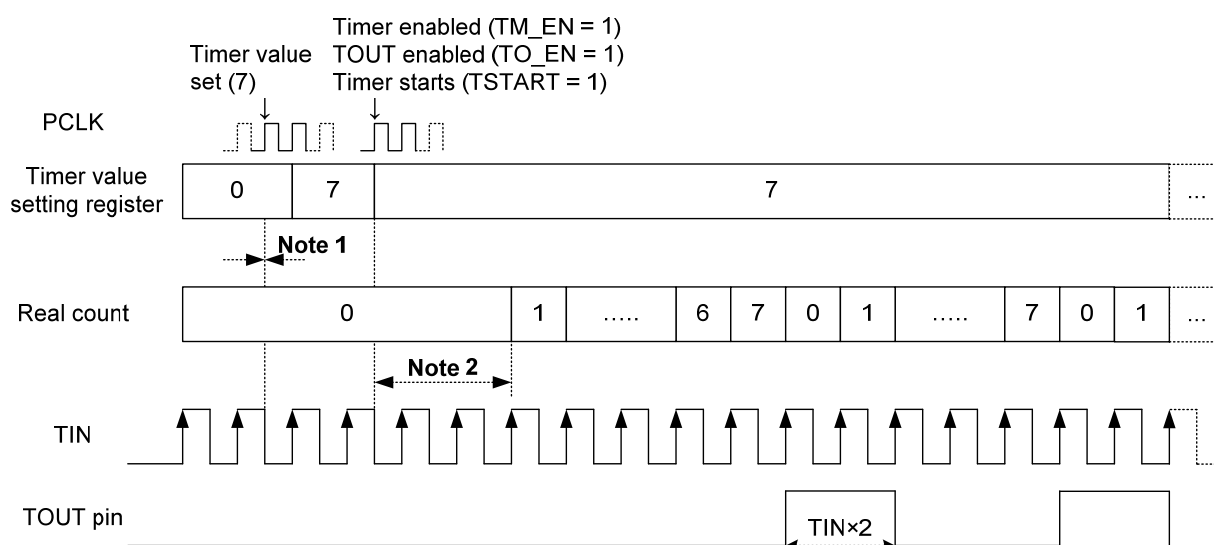 Timer enabled (TM_EN = 1)
Timer value TOUT enabled (TO_EN = 1)
set (7) Timer starts (TSTART = 1)
PCLK
Timer value
setting register
0 7 7 ...
Note 1
Real count 0 1 ..... 6 7 0 1 ..... 7 0 1 ...
Note 2
TIN
TOUT pin TIN×2